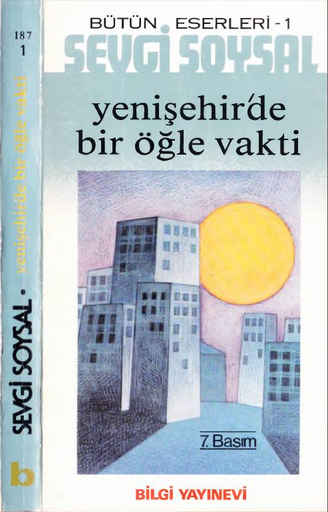 187
1
yenişehir'de bir öğle vakti
SEVGİ SOYSAL •
b
BÜTÜN ESERLERİ - 1
SEVGİ SOYSAL
yenişehir'de
bir öğle vakti
7. Basım
BİLGİ YAYINEVİ